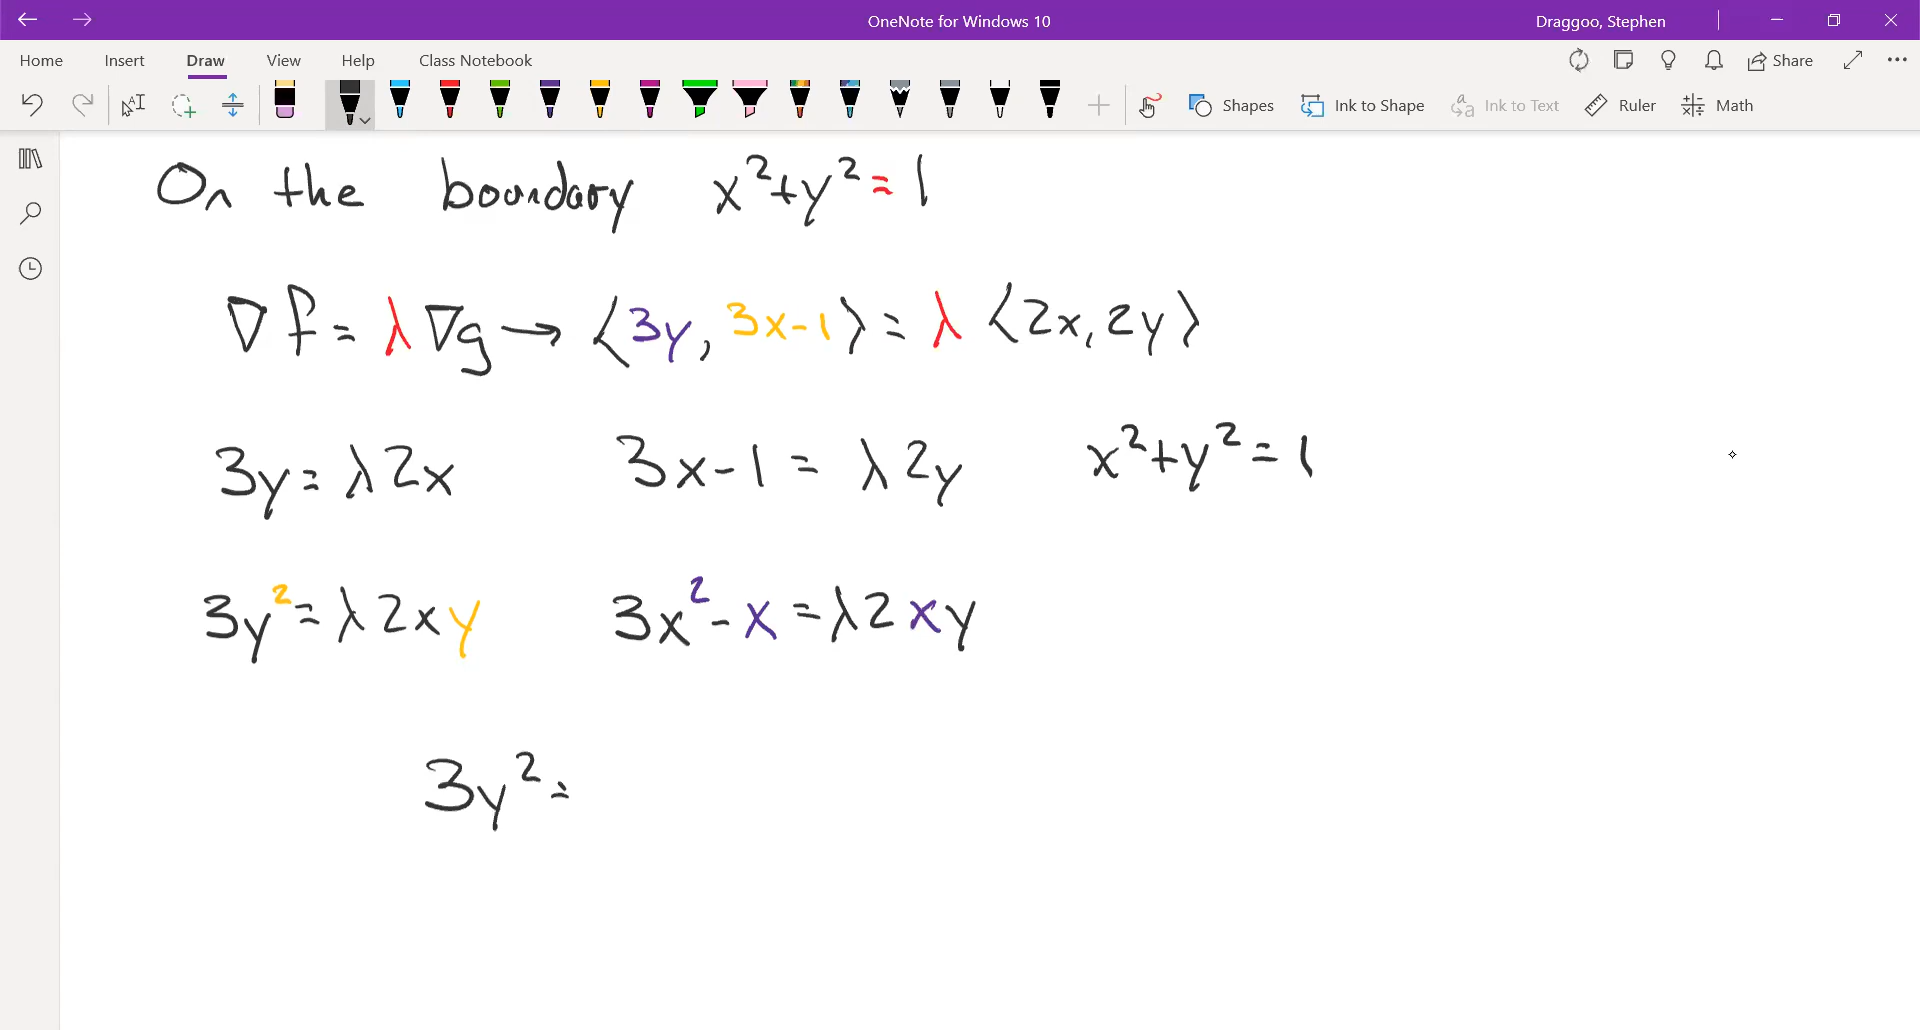 OneNote for Windows 10
Draggoo, Stephen
Home Insert Draw View Help Class Notebook
Share
Shapes Ink to Shape Ink to Text Ruler Math
On the boundary x²+y²=1
∇f = λ∇g → ⟨3y, 3x-1⟩ = λ⟨2x, 2y⟩
3y = λ2x 3x-1 = λ2y x²+y²=1
3y² = λ2xy 3x²-x = λ2xy
3y² =